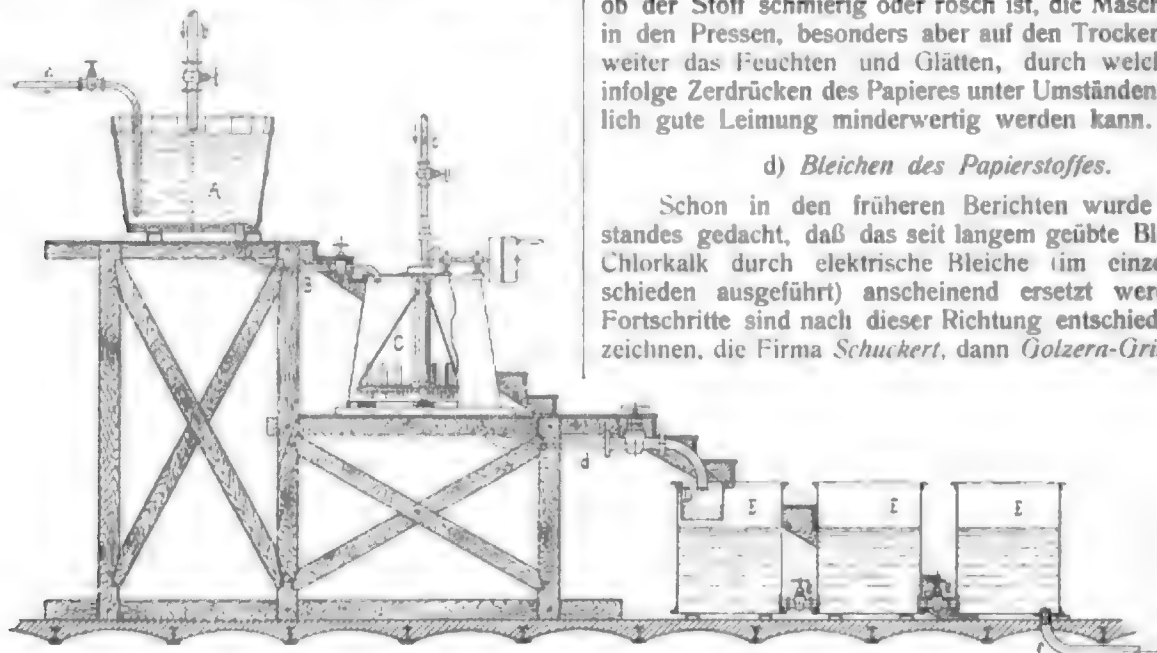 ob der Stoff schmierig oder rösch ist, die Masch
in den Pressen, besonders aber auf den Trocken
weiter das Feuchten und Glätten, durch welch
infolge Zerdrücken des Papieres unter Umständen
lich gute Leimung minderwertig werden kann.
d) Bleichen des Papierstoffes.
Schon in den früheren Berichten wurde
standes gedacht, daß das seit langem geübte Bl
Chlorkalk durch elektrische Bleiche (im einze
schieden ausgeführt) anscheinend ersetzt wer
Fortschritte sind nach dieser Richtung entschied
zeichnen, die Firma Schuckert, dann Golzern-Gri
A
B
c
C
d
E
E
E
f